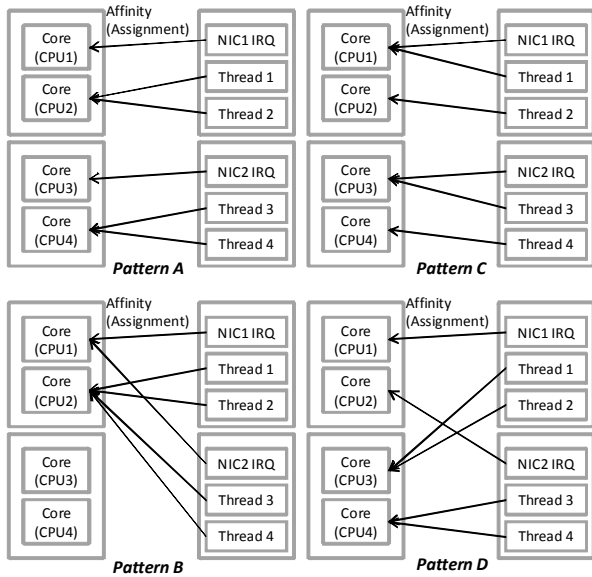 Affinity
(Assignment)
Core
(CPU1)
Core
(CPU2)
NIC1 IRQ
Thread 1
Thread 2
Core
(CPU3)
Core
(CPU4)
NIC2 IRQ
Thread 3
Thread 4
Pattern A
Affinity
(Assignment)
Core
(CPU1)
Core
(CPU2)
NIC1 IRQ
Thread 1
Thread 2
Core
(CPU3)
Core
(CPU4)
NIC2 IRQ
Thread 3
Thread 4
Pattern C
Affinity
(Assignment)
Core
(CPU1)
Core
(CPU2)
NIC1 IRQ
Thread 1
Thread 2
Core
(CPU3)
Core
(CPU4)
NIC2 IRQ
Thread 3
Thread 4
Pattern B
Affinity
(Assignment)
Core
(CPU1)
Core
(CPU2)
NIC1 IRQ
Thread 1
Thread 2
Core
(CPU3)
Core
(CPU4)
NIC2 IRQ
Thread 3
Thread 4
Pattern D